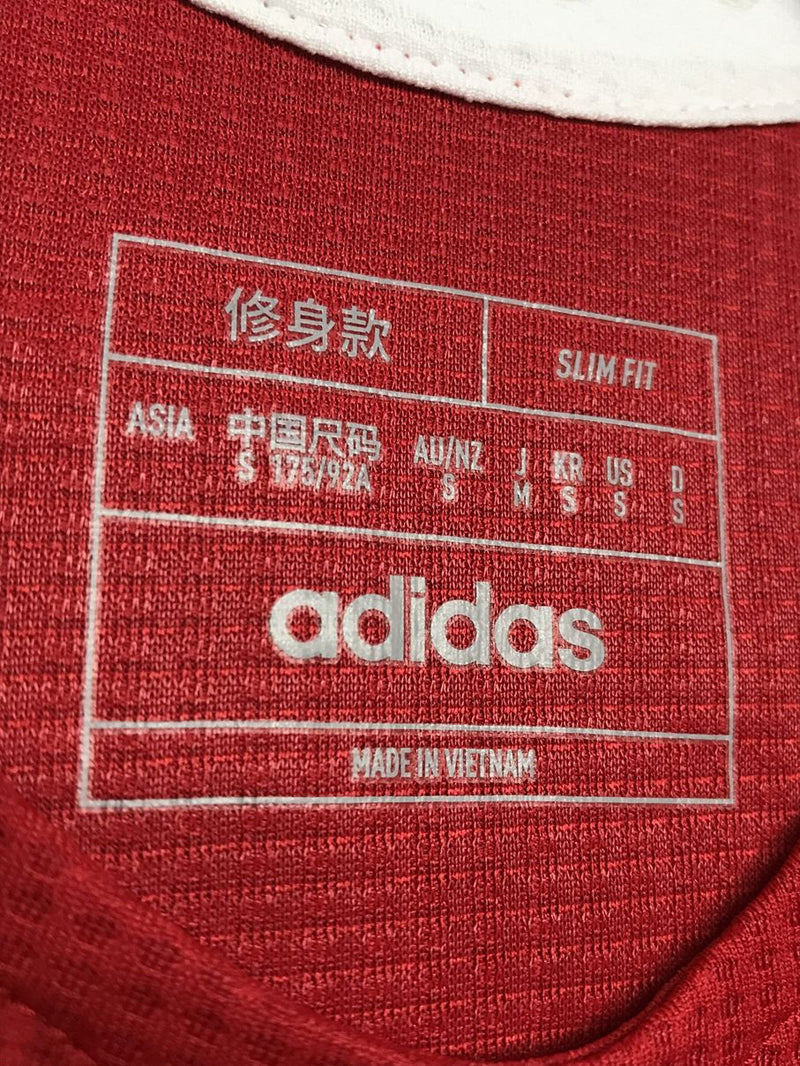 修身款 SLIM FIT
ASIA 中国尺码 AU/NZ J KR US D
S 175/92A S M S S S
adidas
MADE IN VIETNAM